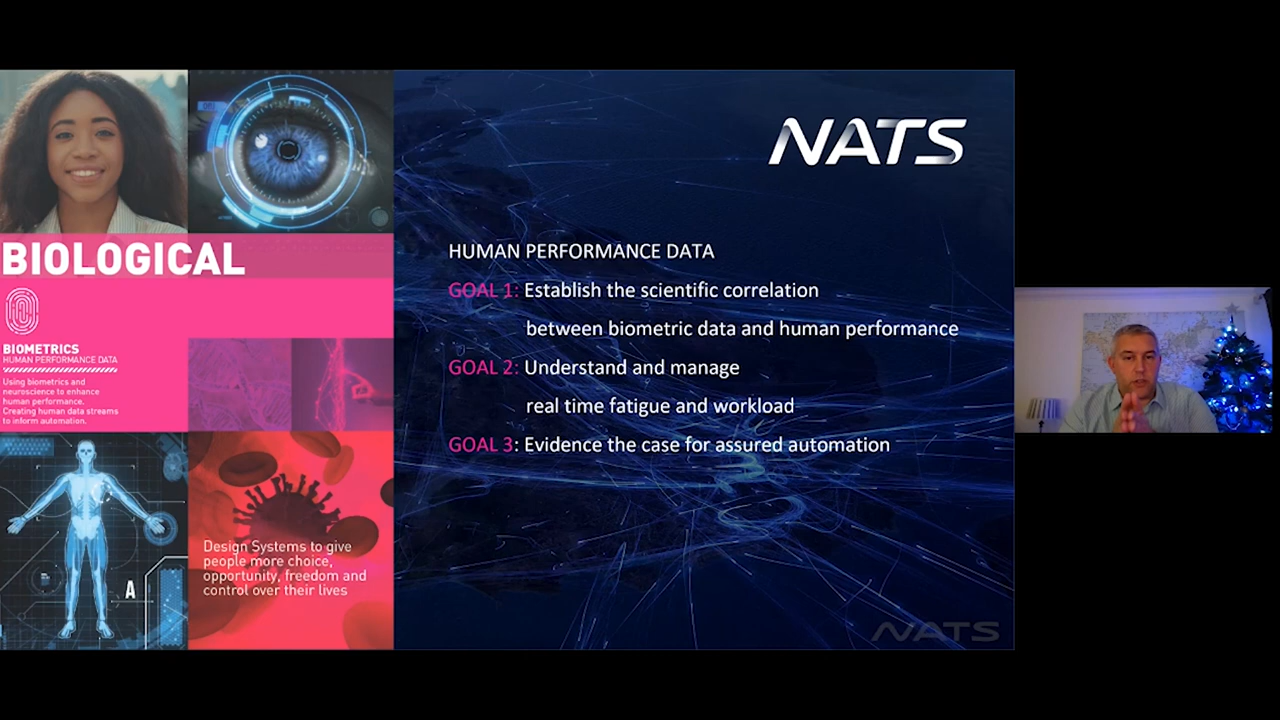 BIOLOGICAL
BIOMETRICS
HUMAN PERFORMANCE DATA
Using biometrics and
neuroscience to enhance
human performance.
Creating human data streams
to inform automation.
A
Design Systems to give
people more choice,
opportunity, freedom and
control over their lives
NATS
HUMAN PERFORMANCE DATA
GOAL 1: Establish the scientific correlation
between biometric data and human performance
GOAL 2: Understand and manage
real time fatigue and workload
GOAL 3: Evidence the case for assured automation
NATS